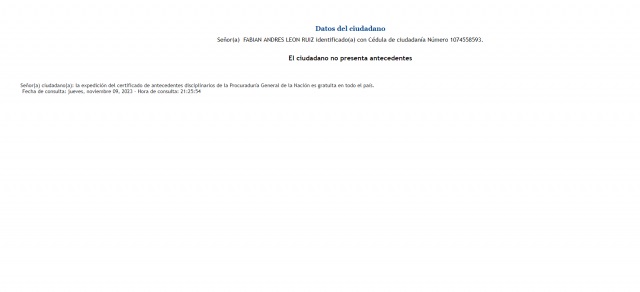 Datos del ciudadano
Señor(a) FABIAN ANDRES LEON RUIZ identificado(a) con Cédula de ciudadanía Número 1074558593.
El ciudadano no presenta antecedentes
Señor(a) ciudadano(a): la expedición del certificado de antecedentes disciplinarios de la Procuraduría General de la Nación es gratuita en todo el país.
Fecha de consulta: jueves, noviembre 09, 2023 - Hora de consulta: 21:25:54